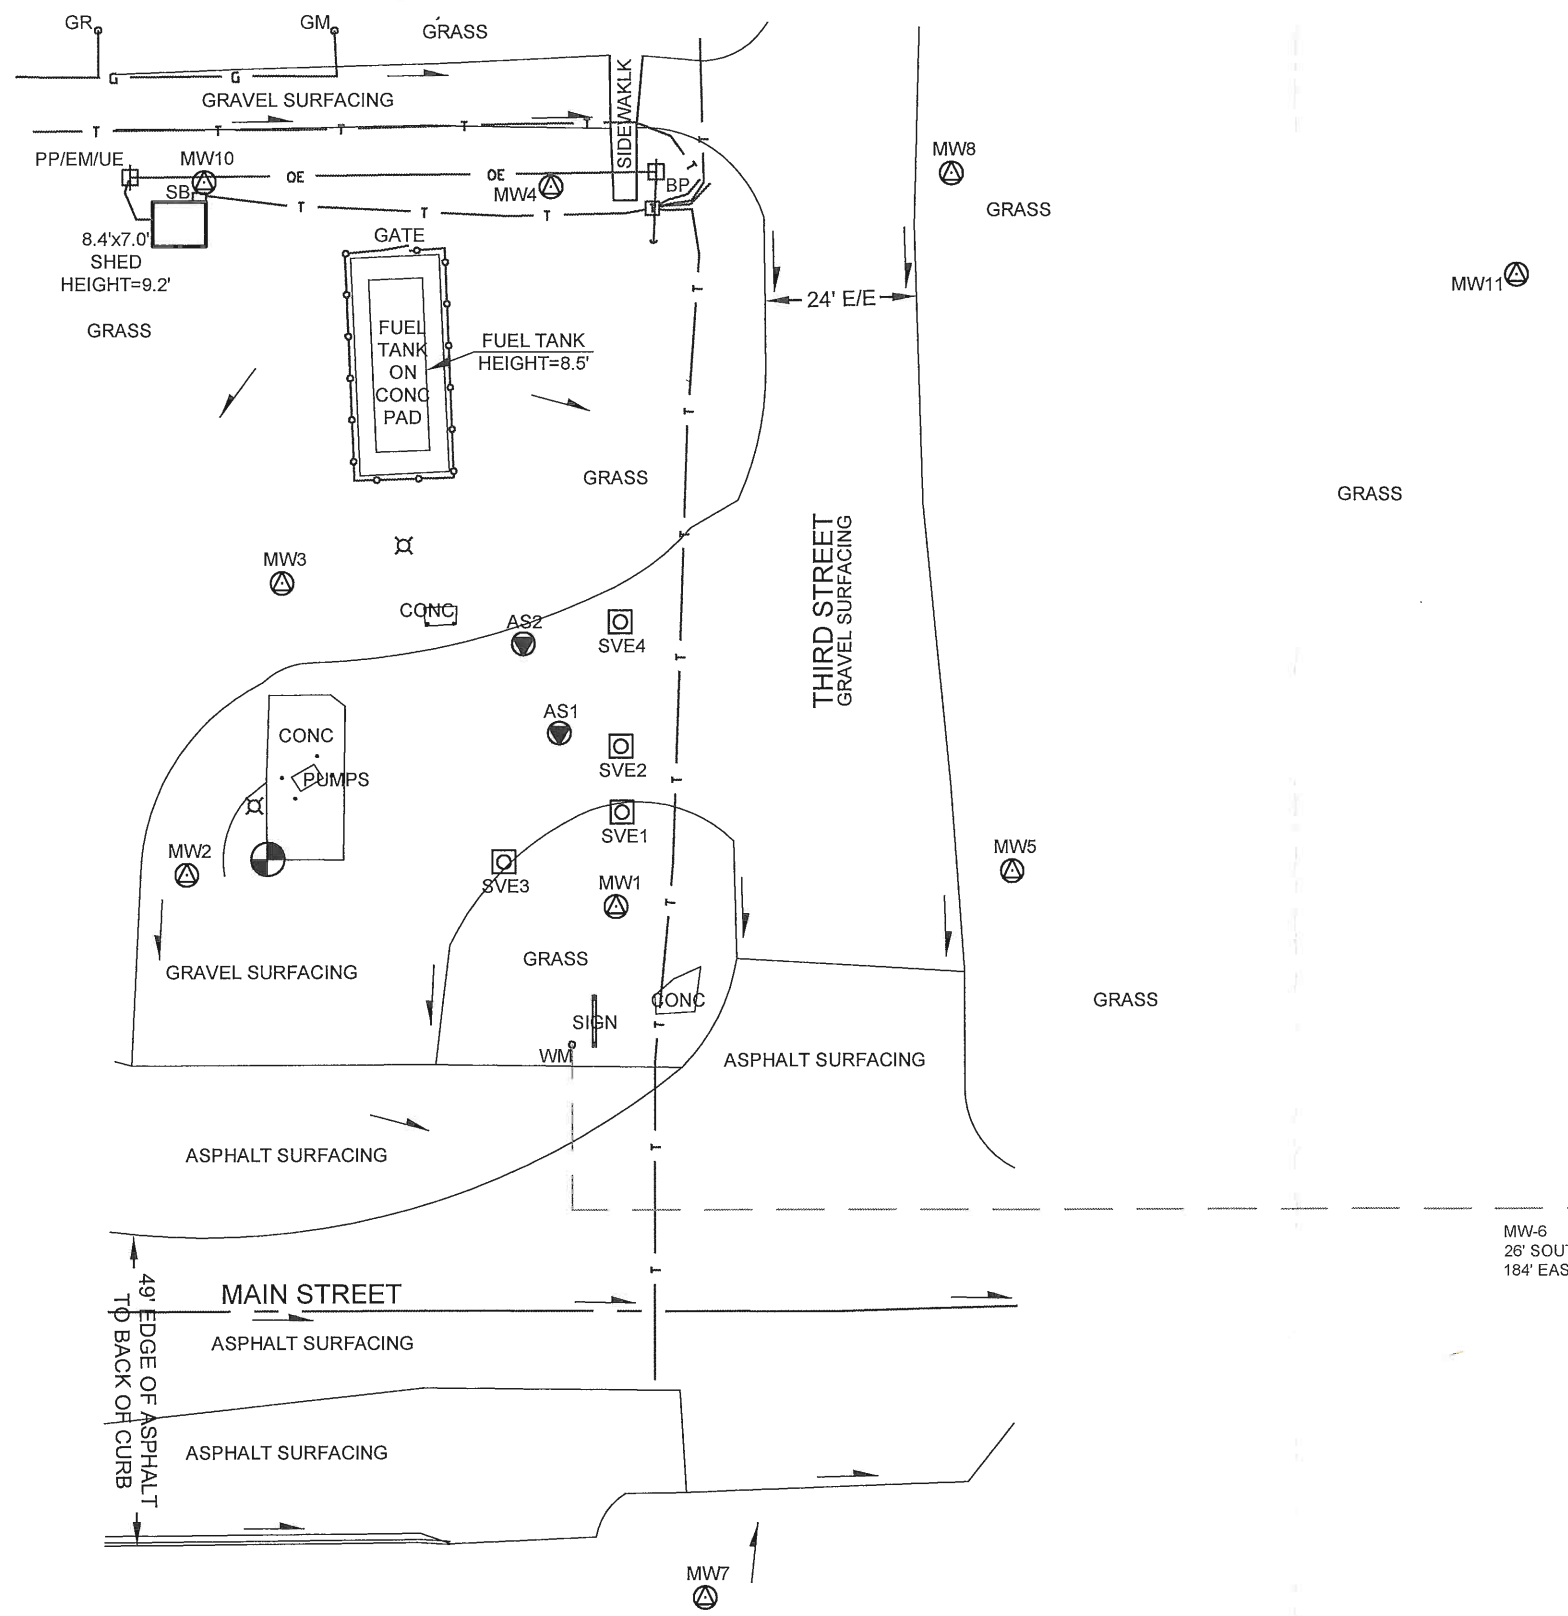 GR
GM
GRASS
G
G
GRAVEL SURFACING
SIDEWAKLK
T
T
T
T
T
T
T
PP/EM/UE
MW10
OE
OE
MW4
BP
SB
T
T
T
T
MW8
GRASS
8.4'x7.0'
SHED
HEIGHT=9.2'
GATE
GRASS
FUEL
TANK
ON
CONC
PAD
FUEL TANK
HEIGHT=8.5'
T
24' E/E
MW11
T
GRASS
GRASS
T
THIRD STREET
GRAVEL SURFACING
MW3
CONC
AS2
SVE4
T
CONC
PUMPS
AS1
SVE2
T
SVE1
MW2
SVE3
MW1
T
MW5
GRAVEL SURFACING
GRASS
CONC
GRASS
SIGN
T
WM
ASPHALT SURFACING
ASPHALT SURFACING
T
MW-6
26' SOU
184' EAS
T
MAIN STREET
ASPHALT SURFACING
49' EDGE OF ASPHALT
TO BACK OF CURB
ASPHALT SURFACING
MW7